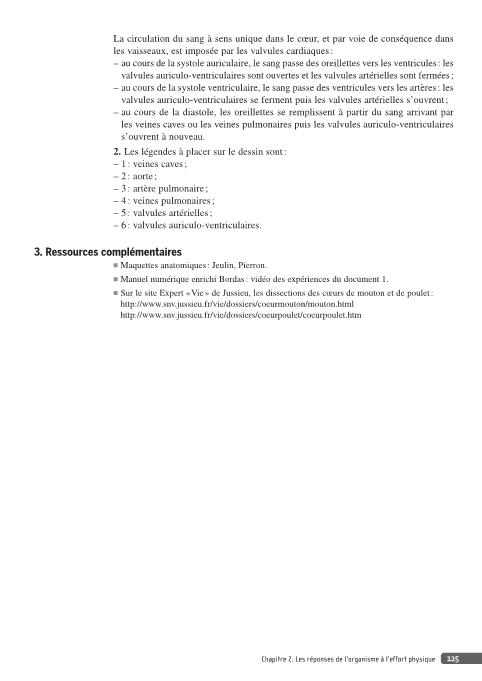 La circulation du sang à sens unique dans le cœur, et par voie de conséquence dans
les vaisseaux, est imposée par les valvules cardiaques :
– au cours de la systole auriculaire, le sang passe des oreillettes vers les ventricules : les
valvules auriculo-ventriculaires sont ouvertes et les valvules artérielles sont fermées ;
– au cours de la systole ventriculaire, le sang passe des ventricules vers les artères : les
valvules auriculo-ventriculaires se ferment puis les valvules artérielles s'ouvrent ;
– au cours de la diastole, les oreillettes se remplissent à partir du sang arrivant par
les veines caves ou les veines pulmonaires puis les valvules auriculo-ventriculaires
s'ouvrent à nouveau.
2. Les légendes à placer sur le dessin sont :
– 1 : veines caves ;
– 2 : aorte ;
– 3 : artère pulmonaire ;
– 4 : veines pulmonaires ;
– 5 : valvules artérielles ;
– 6 : valvules auriculo-ventriculaires.
3. Ressources complémentaires
■ Maquettes anatomiques : Jeulin, Pierron.
■ Manuel numérique enrichi Bordas : vidéo des expériences du document 1.
■ Sur le site Expert « Vie » de Jussieu, les dissections des cœurs de mouton et de poulet :
http://www.snv.jussieu.fr/vie/dossiers/coeurmouton/mouton.html
http://www.snv.jussieu.fr/vie/dossiers/coeurpoulet/coeurpoulet.htm
Chapitre 2. Les réponses de l'organisme à l'effort physique 225